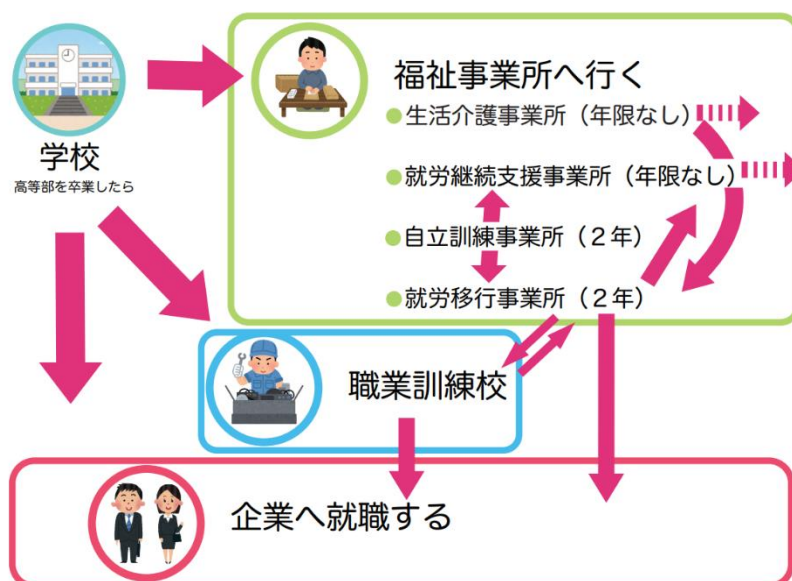 学校
高等部を卒業したら
福祉事業所へ行く
●生活介護事業所（年限なし）
●就労継続支援事業所（年限なし）
●自立訓練事業所（２年）
●就労移行事業所（２年）
職業訓練校
企業へ就職する